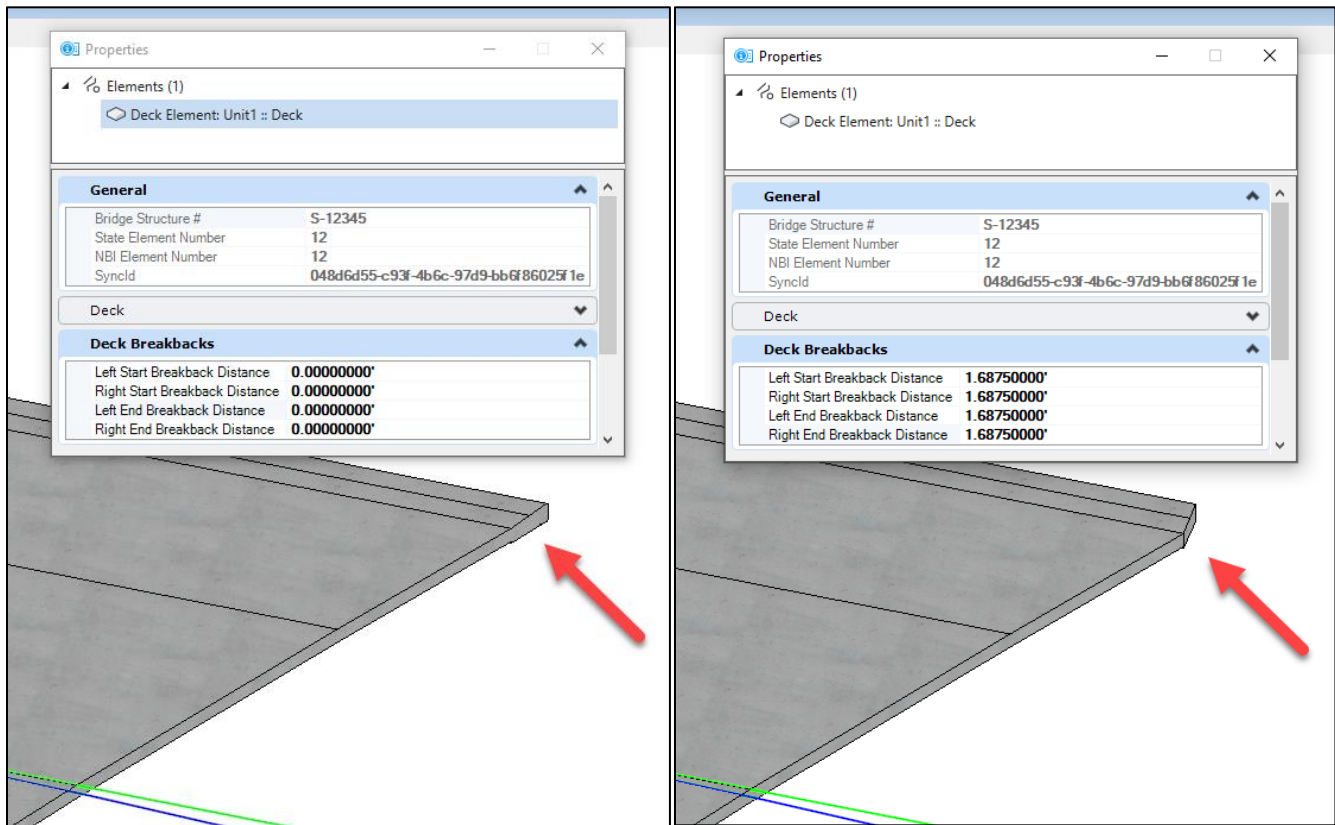 Properties
Elements (1)
Deck Element: Unit1 :: Deck
General
Bridge Structure # S-12345
State Element Number 12
NBI Element Number 12
SyncId 048d6d55-c93f-4b6c-97d9-bb6f86025f1e
Deck
Deck Breakbacks
Left Start Breakback Distance 0.00000000'
Right Start Breakback Distance 0.00000000'
Left End Breakback Distance 0.00000000'
Right End Breakback Distance 0.00000000'
Properties
Elements (1)
Deck Element: Unit1 :: Deck
General
Bridge Structure # S-12345
State Element Number 12
NBI Element Number 12
SyncId 048d6d55-c93f-4b6c-97d9-bb6f86025f1e
Deck
Deck Breakbacks
Left Start Breakback Distance 1.68750000'
Right Start Breakback Distance 1.68750000'
Left End Breakback Distance 1.68750000'
Right End Breakback Distance 1.68750000'